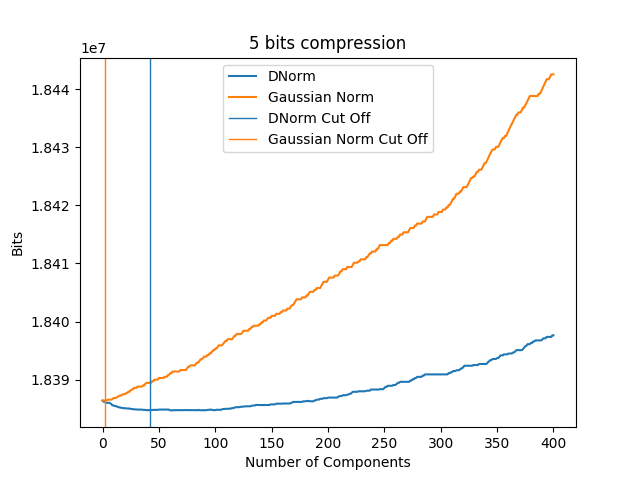 5 bits compression
1e7
1.844
1.843
1.842
1.841
1.840
1.839
Bits
DNorm
Gaussian Norm
DNorm Cut Off
Gaussian Norm Cut Off
0 50 100 150 200 250 300 350 400
Number of Components